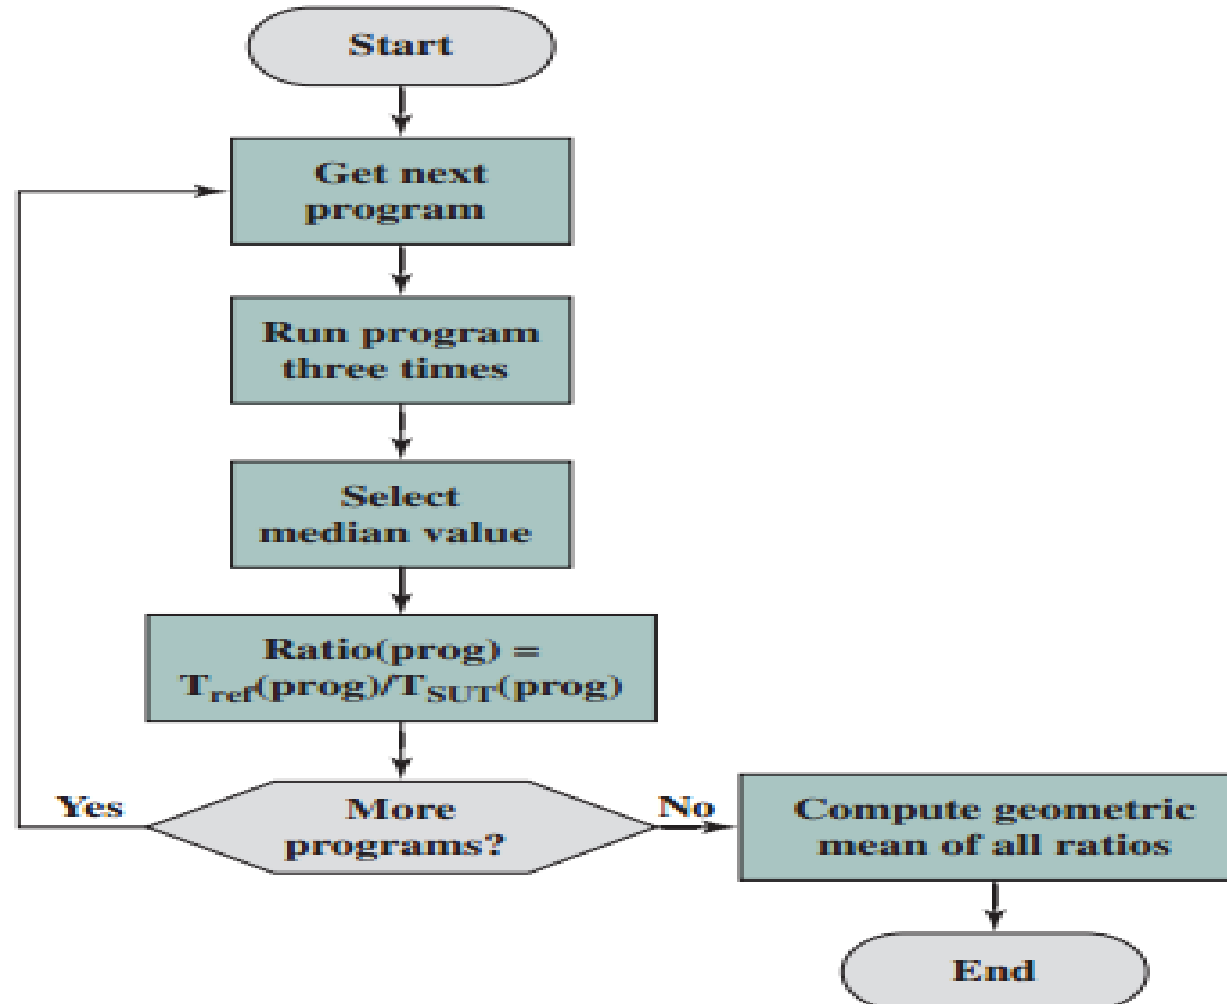 Start
Get next
program
Run program
three times
Select
median value
Ratio(prog) =
Tref(prog)/TSUT(prog)
More
programs?
Yes
No
Compute geometric
mean of all ratios
End